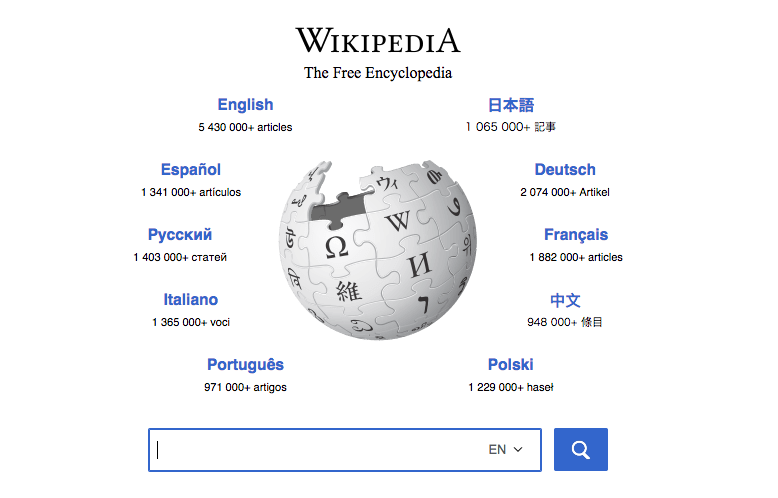 WIKIPEDIA
The Free Encyclopedia
English
5 430 000+ articles
日本語
1 065 000+ 記事
Español
1 341 000+ artículos
Deutsch
2 074 000+ Artikel
Русский
1 403 000+ статей
Français
1 882 000+ articles
Italiano
1 365 000+ voci
中文
948 000+ 條目
Português
971 000+ artigos
Polski
1 229 000+ haseł
ウィ
W
Ω
И
維
7
EN